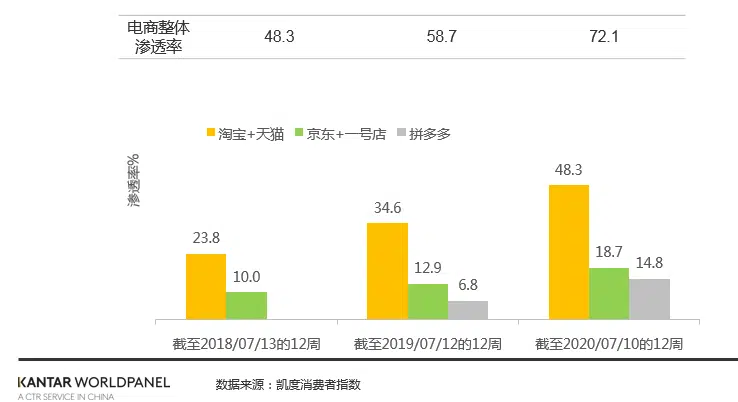 电商整体
渗透率
48.3
58.7
72.1
淘宝+天猫
京东+一号店
拼多多
渗透率%
23.8
10.0
34.6
12.9
6.8
48.3
18.7
14.8
截至2018/07/13的12周
截至2019/07/12的12周
截至2020/07/10的12周
KANTAR WORLDPANEL
A CTR SERVICE IN CHINA
数据来源：凯度消费者指数